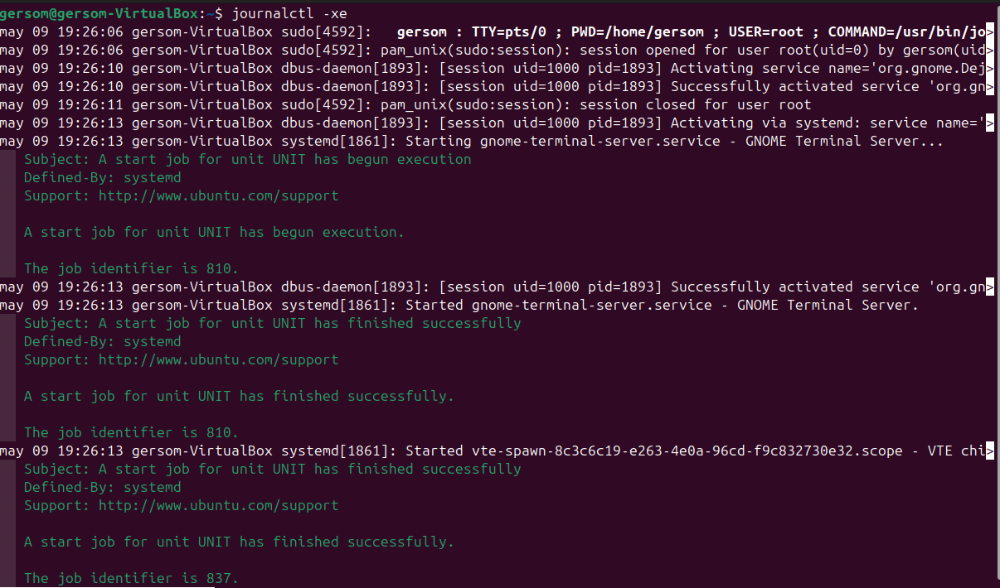 gersom@gersom-VirtualBox:~$ journalctl -xe
may 09 19:26:06 gersom-VirtualBox sudo[4592]:   gersom : TTY=pts/0 ; PWD=/home/gersom ; USER=root ; COMMAND=/usr/bin/jo>
may 09 19:26:06 gersom-VirtualBox sudo[4592]: pam_unix(sudo:session): session opened for user root(uid=0) by gersom(uid>
may 09 19:26:10 gersom-VirtualBox dbus-daemon[1893]: [session uid=1000 pid=1893] Activating service name='org.gnome.Dej>
may 09 19:26:10 gersom-VirtualBox dbus-daemon[1893]: [session uid=1000 pid=1893] Successfully activated service 'org.gn>
may 09 19:26:11 gersom-VirtualBox sudo[4592]: pam_unix(sudo:session): session closed for user root
may 09 19:26:13 gersom-VirtualBox dbus-daemon[1893]: [session uid=1000 pid=1893] Activating via systemd: service name='>
may 09 19:26:13 gersom-VirtualBox systemd[1861]: Starting gnome-terminal-server.service - GNOME Terminal Server...
Subject: A start job for unit UNIT has begun execution
Defined-By: systemd
Support: http://www.ubuntu.com/support
A start job for unit UNIT has begun execution.
The job identifier is 810.
may 09 19:26:13 gersom-VirtualBox dbus-daemon[1893]: [session uid=1000 pid=1893] Successfully activated service 'org.gn>
may 09 19:26:13 gersom-VirtualBox systemd[1861]: Started gnome-terminal-server.service - GNOME Terminal Server.
Subject: A start job for unit UNIT has finished successfully
Defined-By: systemd
Support: http://www.ubuntu.com/support
A start job for unit UNIT has finished successfully.
The job identifier is 810.
may 09 19:26:13 gersom-VirtualBox systemd[1861]: Started vte-spawn-8c3c6c19-e263-4e0a-96cd-f9c832730e32.scope - VTE chi>
Subject: A start job for unit UNIT has finished successfully
Defined-By: systemd
Support: http://www.ubuntu.com/support
A start job for unit UNIT has finished successfully.
The job identifier is 837.